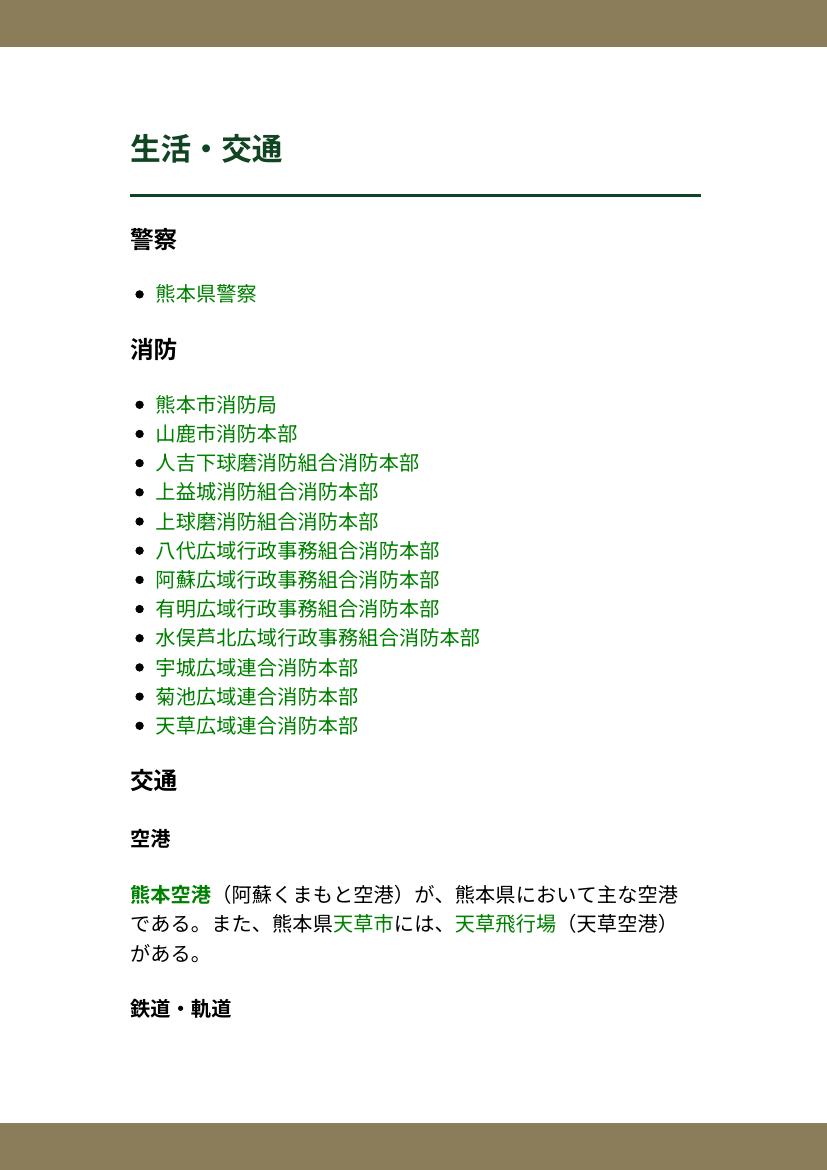 生活・交通
警察
熊本県警察
消防
熊本市消防局
山鹿市消防本部
人吉下球磨消防組合消防本部
上益城消防組合消防本部
上球磨消防組合消防本部
八代広域行政事務組合消防本部
阿蘇広域行政事務組合消防本部
有明広域行政事務組合消防本部
水俣芦北広域行政事務組合消防本部
宇城広域連合消防本部
菊池広域連合消防本部
天草広域連合消防本部
交通
空港
熊本空港（阿蘇くまもと空港）が、熊本県において主な空港
である。また、熊本県天草市には、天草飛行場（天草空港）
がある。
鉄道・軌道